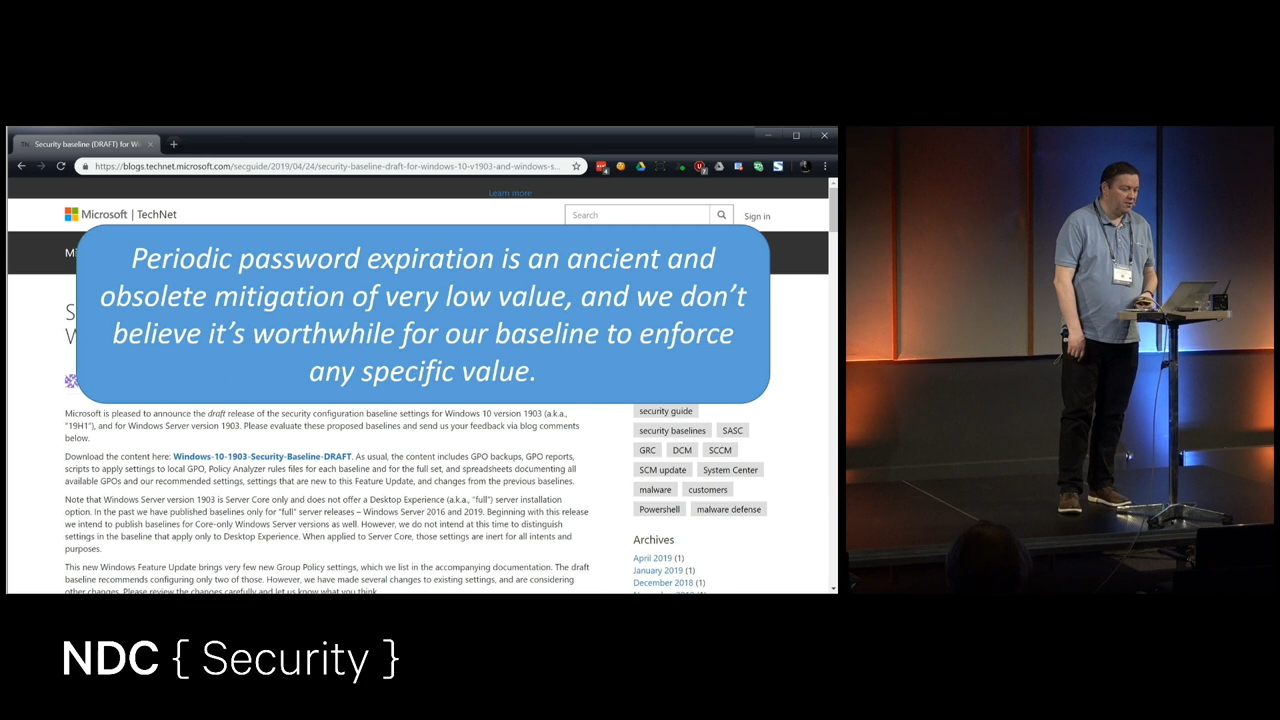 Security baseline (DRAFT) for Wi
https://blogs.technet.microsoft.com/secguide/2019/04/24/security-baseline-draft-for-windows-10-v1903-and-windows-s...
Learn more
Microsoft | TechNet
Search
Sign in
Mi
Periodic password expiration is an ancient and
obsolete mitigation of very low value, and we don't
believe it's worthwhile for our baseline to enforce
any specific value.
S
W
Microsoft is pleased to announce the draft release of the security configuration baseline settings for Windows 10 version 1903 (a.k.a.,
"19H1"), and for Windows Server version 1903. Please evaluate these proposed baselines and send us your feedback via blog comments
below.
Download the content here: Windows-10-1903-Security-Baseline-DRAFT. As usual, the content includes GPO backups, GPO reports,
scripts to apply settings to local GPO, Policy Analyzer rules files for each baseline and for the full set, and spreadsheets documenting all
available GPOs and our recommended settings, settings that are new to this Feature Update, and changes from the previous baselines.
Note that Windows Server version 1903 is Server Core only and does not offer a Desktop Experience (a.k.a., "full") server installation
option. In the past we have published baselines only for "full" server releases – Windows Server 2016 and 2019. Beginning with this release
we intend to publish baselines for Core-only Windows Server versions as well. However, we do not intend at this time to distinguish
settings in the baseline that apply only to Desktop Experience. When applied to Server Core, those settings are inert for all intents and
purposes.
This new Windows Feature Update brings very few new Group Policy settings, which we list in the accompanying documentation. The draft
baseline recommends configuring only two of those. However, we have made several changes to existing settings, and are considering
other changes. Please review the changes carefully and let us know what you think.
security guide
security baselines SASC
GRC DCM SCCM
SCM update System Center
malware customers
Powershell malware defense
Archives
April 2019 (1)
January 2019 (1)
December 2018 (1)
NDC { Security }